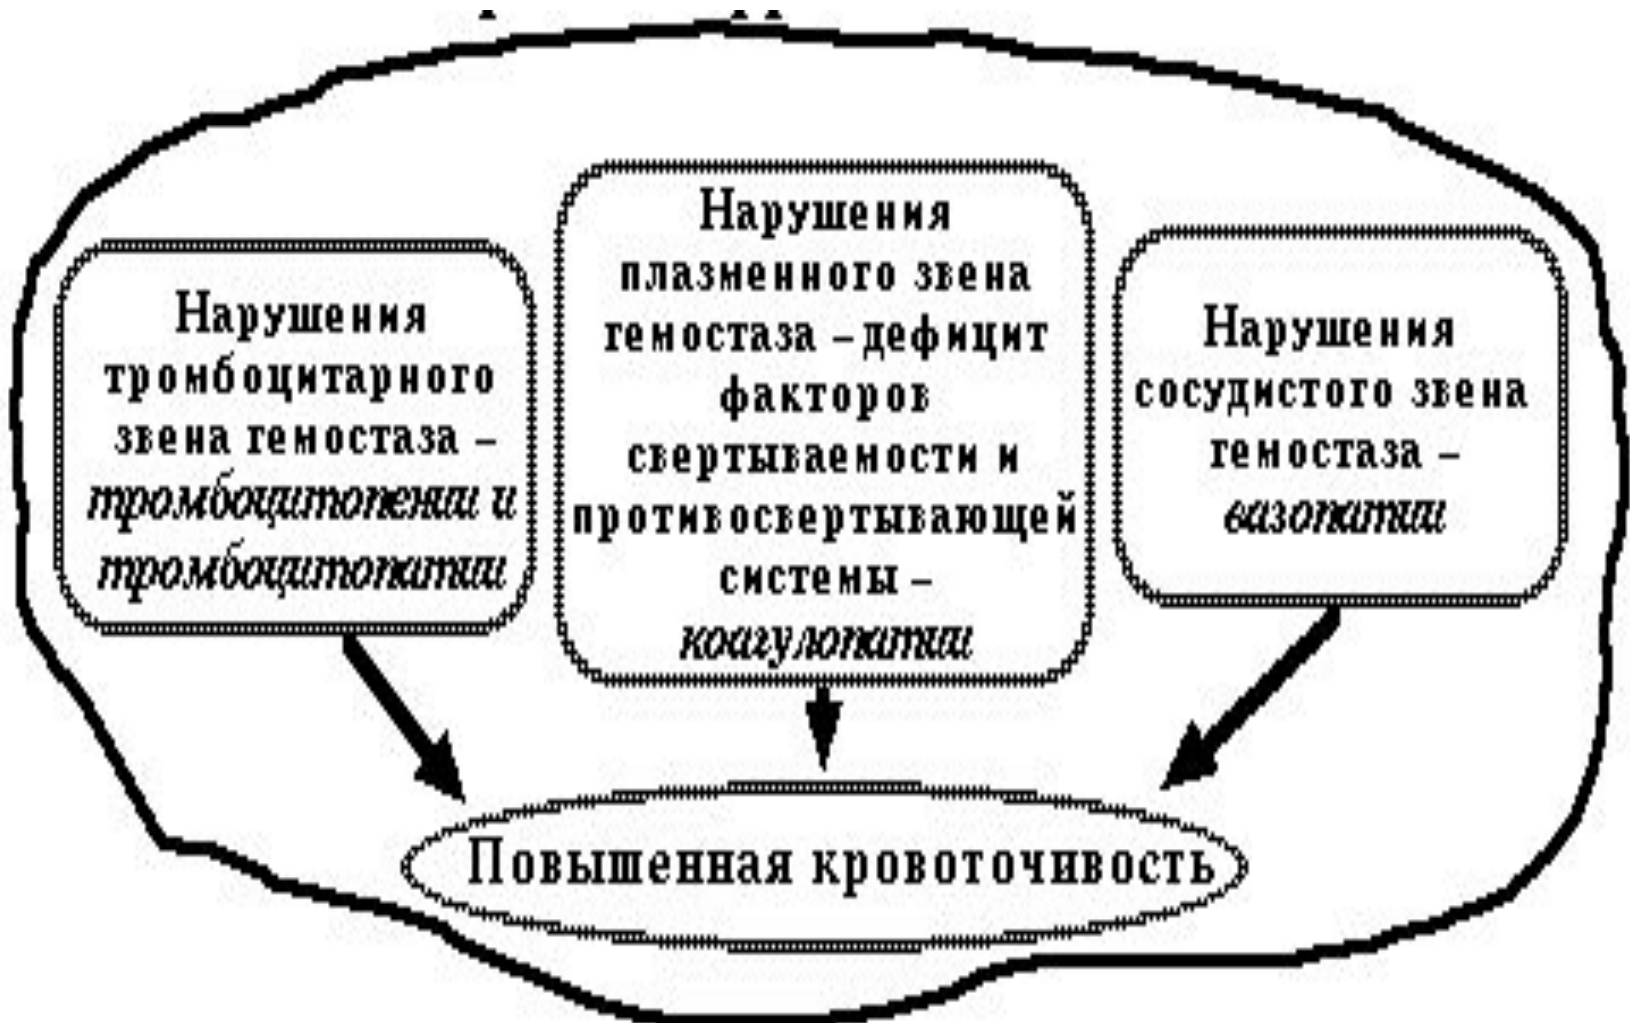 Нарушения
тромбоцитарного
звена гемостаза –
тромбоцитопении и
тромбоцитопатии
Нарушения
плазменного звена
гемостаза –дефицит
факторов
свертываемости и
противосвертывающей
системы –
коагулопатии
Нарушения
сосудистого звена
гемостаза –
вазопатии
Повышенная кровоточивость